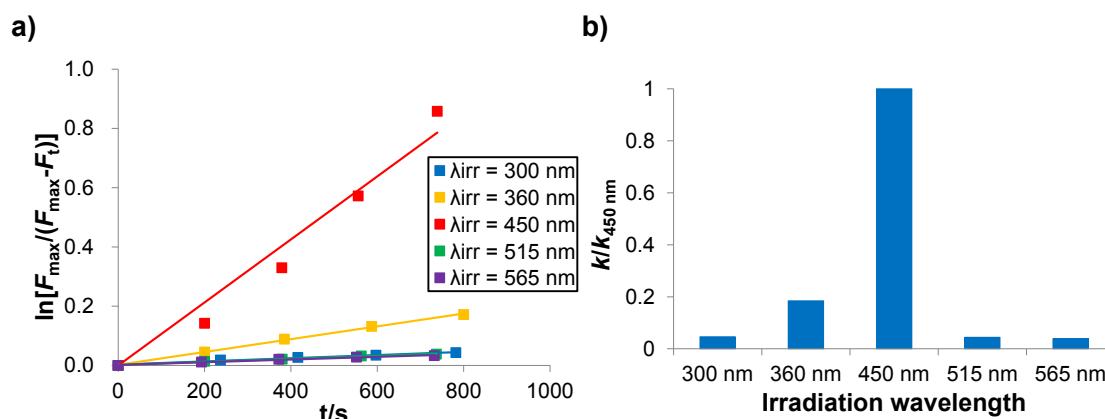 a)
ln[Fmax/(Fmax-Ft)]
1.0
0.8
0.6
0.4
0.2
0.0
0
200
400
600
800
1000
t/s
λirr = 300 nm
λirr = 360 nm
λirr = 450 nm
λirr = 515 nm
λirr = 565 nm
b)
k/k450 nm
1
0.8
0.6
0.4
0.2
0
300 nm
360 nm
450 nm
515 nm
565 nm
Irradiation wavelength